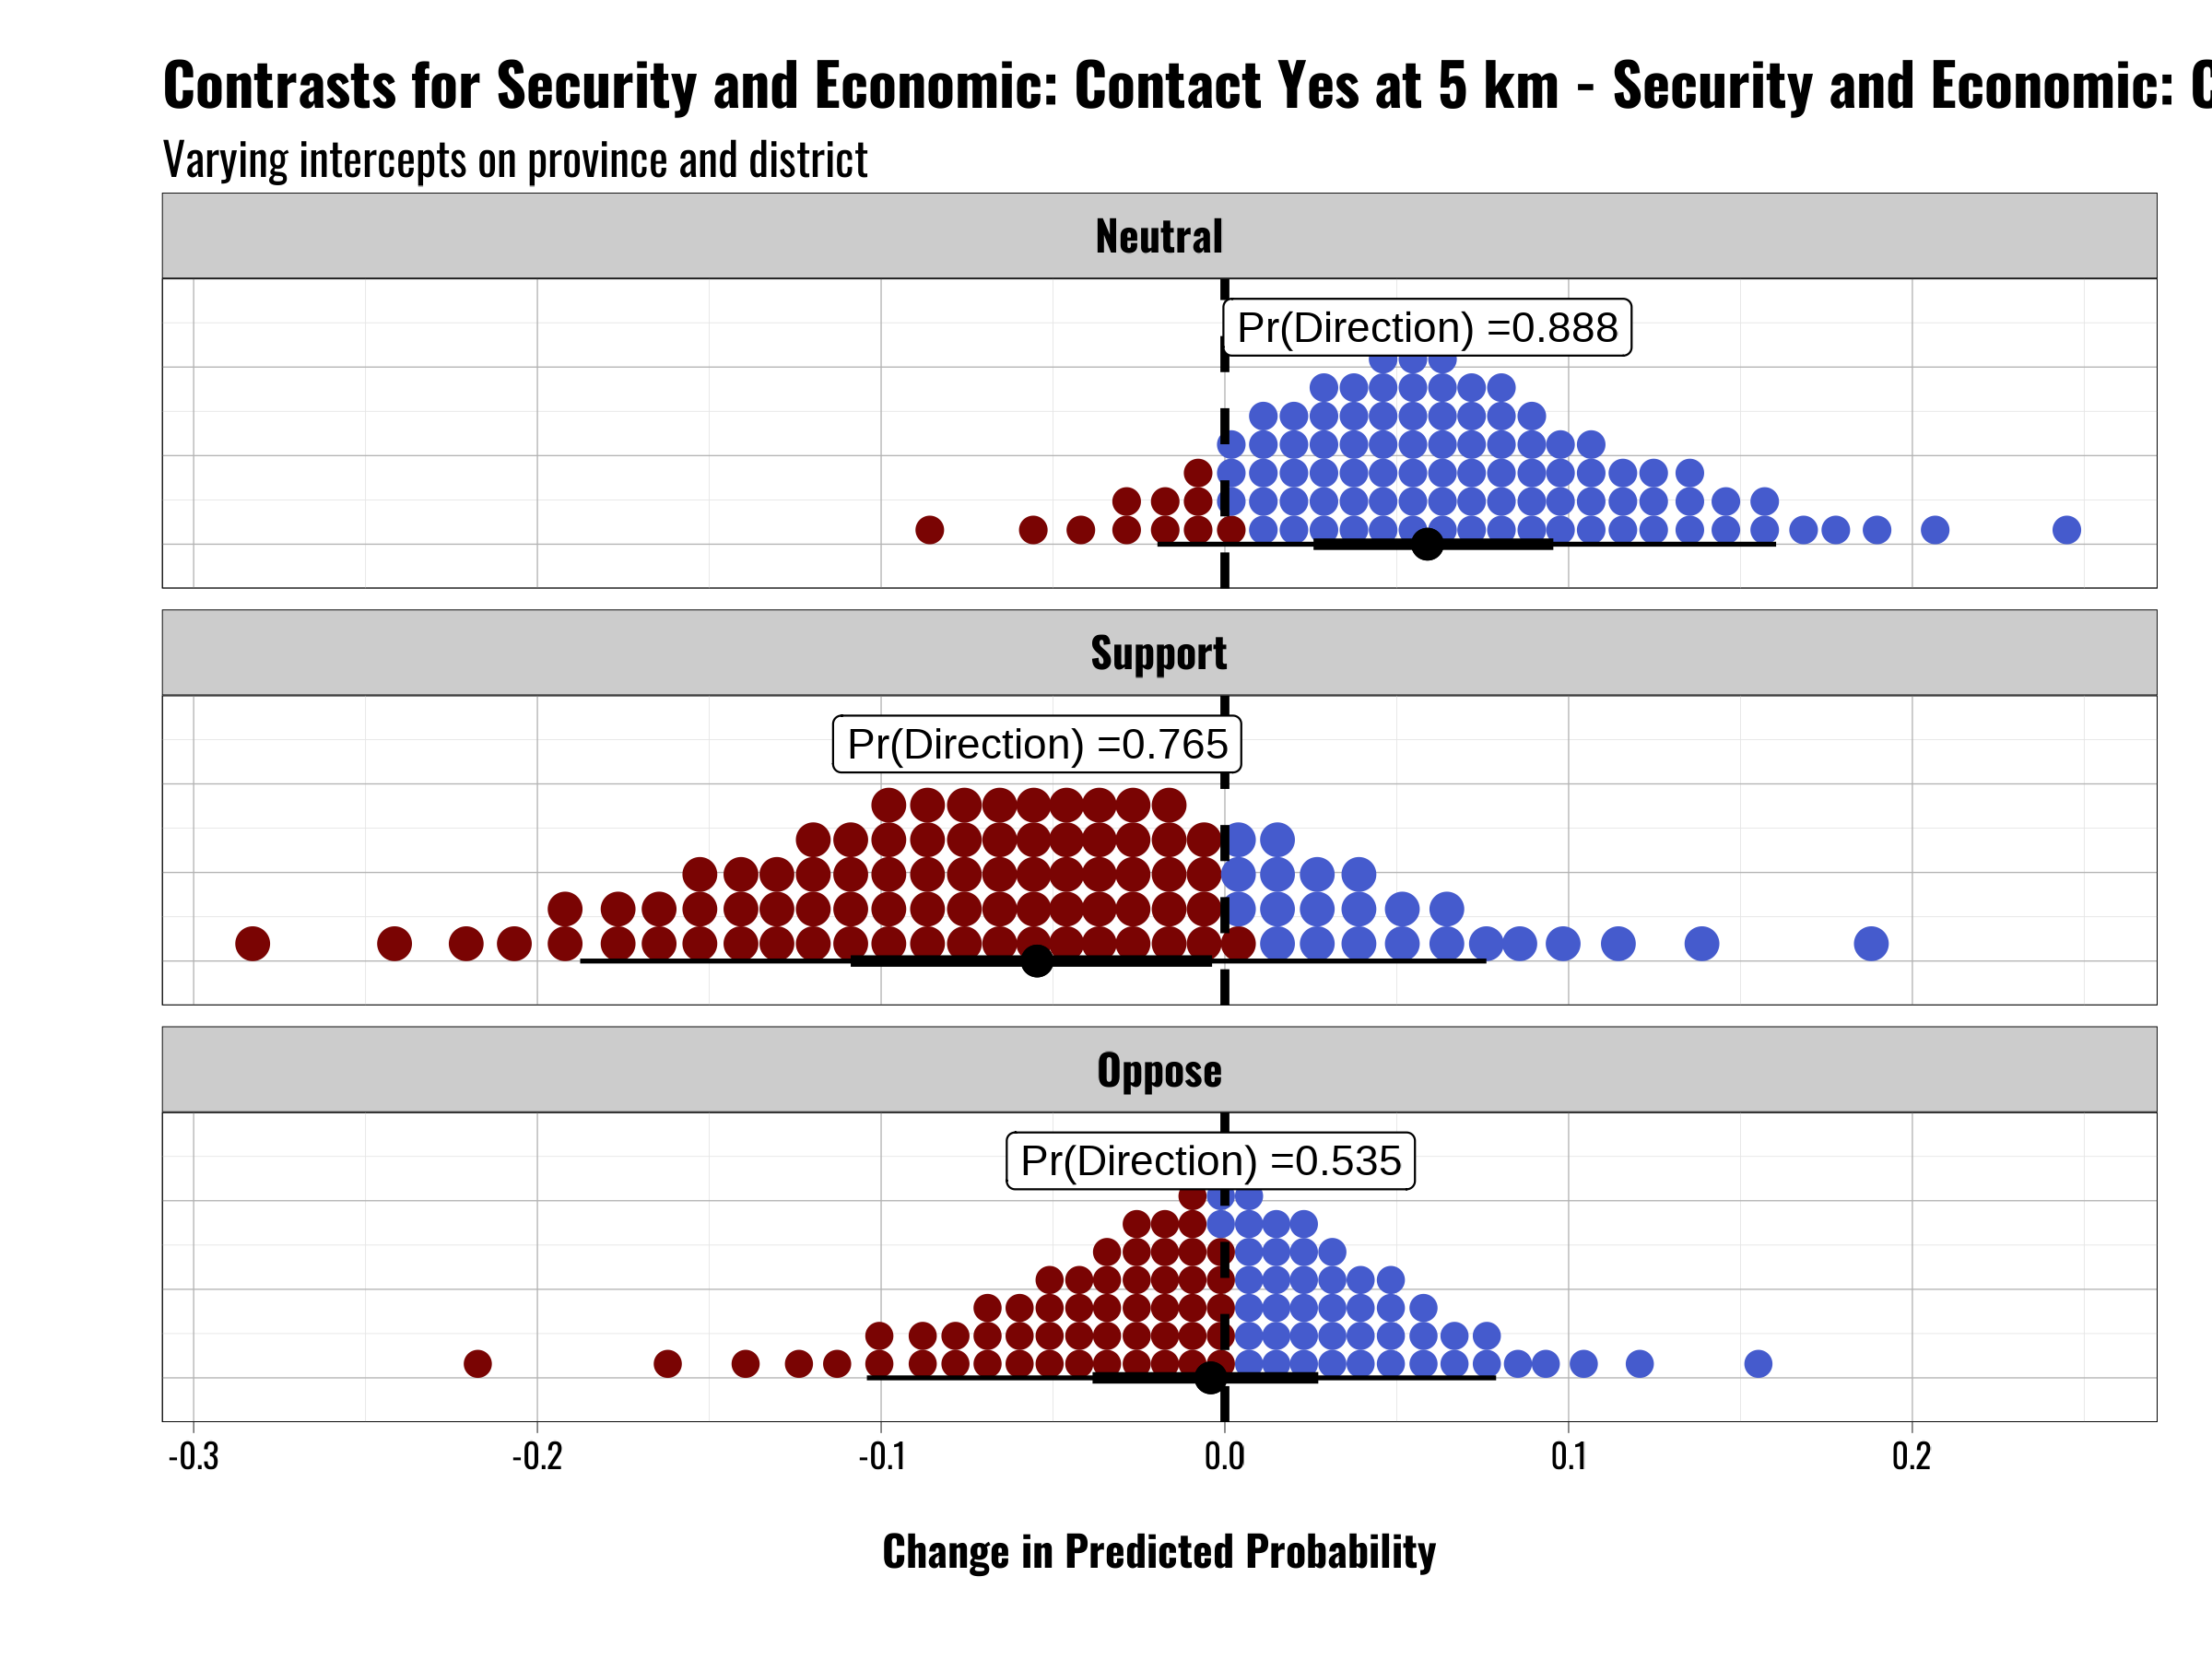 Contrasts for Security and Economic: Contact Yes at 5 km - Security and Economic:
Varying intercepts on province and district
Neutral
Pr(Direction) =0.888
Support
Pr(Direction) =0.765
Oppose
Pr(Direction) =0.535
-0.3 -0.2 -0.1 0.0 0.1 0.2
Change in Predicted Probability